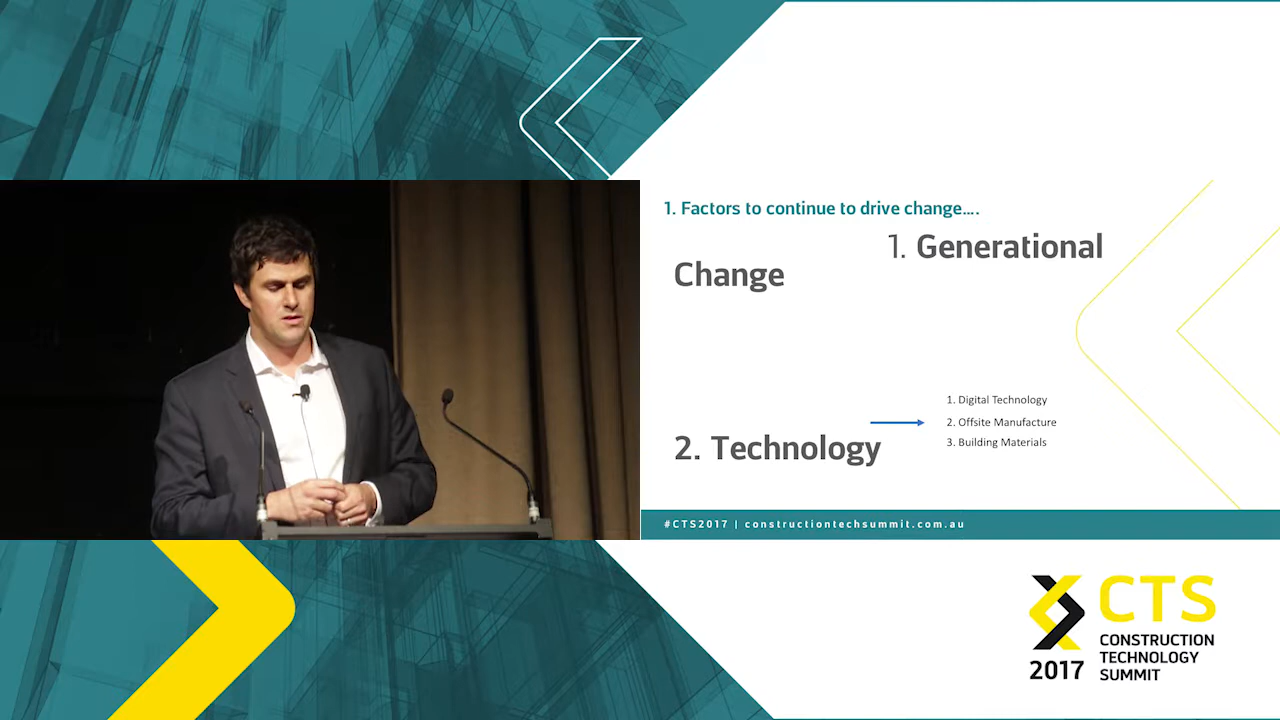 1. Factors to continue to drive change....
1. Generational
Change
1. Digital Technology
2. Offsite Manufacture
3. Building Materials
2. Technology
#CTS2017 | constructiontechsummit.com.au
CTS
CONSTRUCTION
TECHNOLOGY
SUMMIT
2017